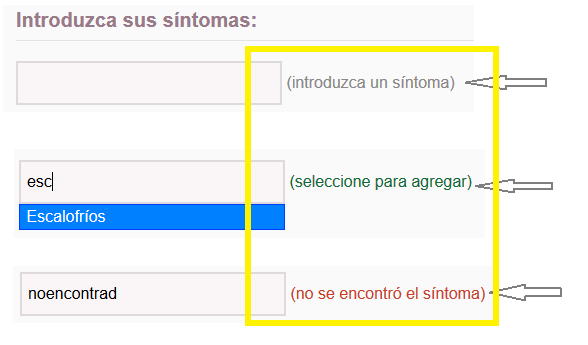 Introduzca sus síntomas:
(introduzca un síntoma)
esc (seleccione para agregar)
Escalofríos
noencontrad (no se encontró el síntoma)